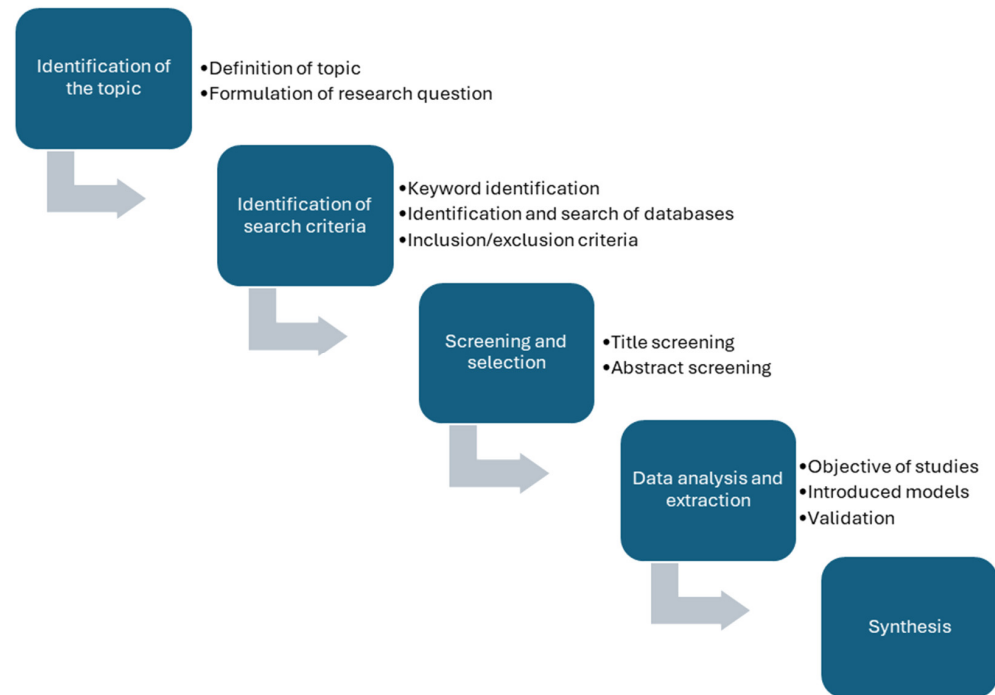 Identification of
the topic
•Definition of topic
•Formulation of research question
Identification of
search criteria
•Keyword identification
•Identification and search of databases
•Inclusion/exclusion criteria
Screening and
selection
•Title screening
•Abstract screening
Data analysis and
extraction
•Objective of studies
•Introduced models
•Validation
Synthesis